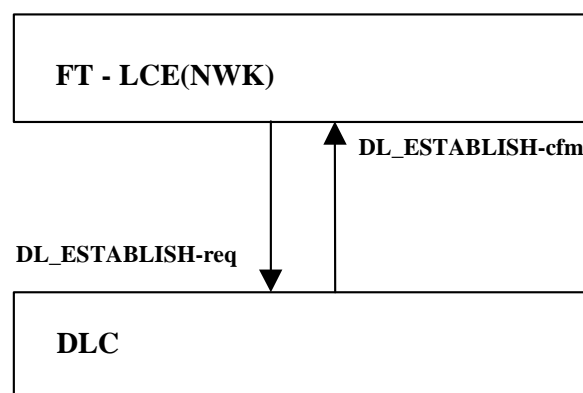 FT - LCE(NWK)
DL_ESTABLISH-cfm
DL_ESTABLISH-req
DLC